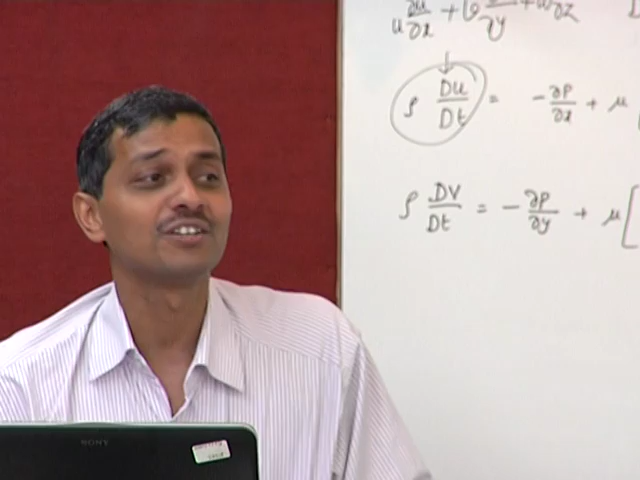 u ∂u/∂x + v ∂/∂y + w ∂z
ρ Du/Dt = -∂P/∂x + μ
ρ DV/Dt = -∂P/∂y + μ [
SONY